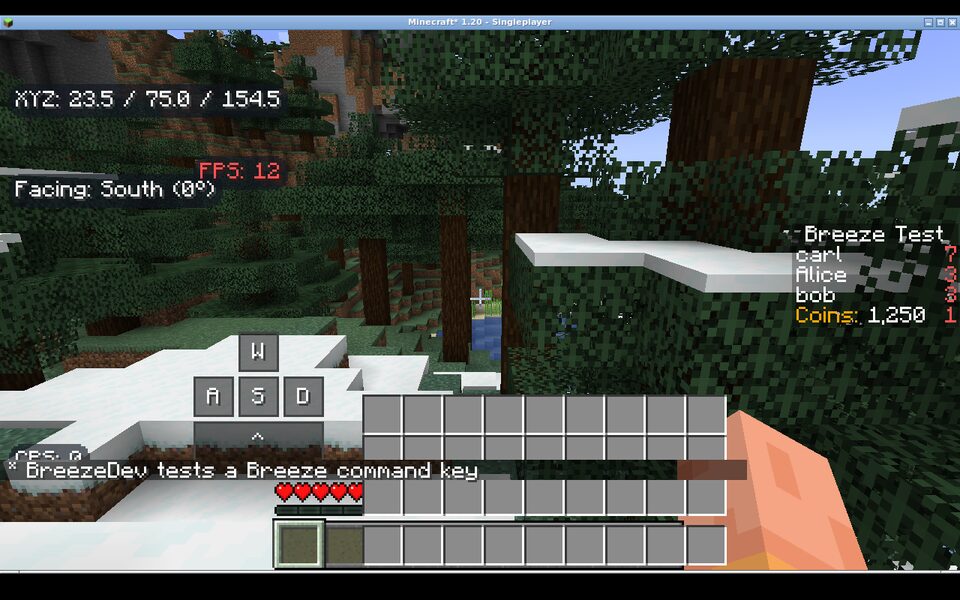 Minecraft* 1.20 - Singleplayer
XYZ: 23.5 / 75.0 / 154.5
FPS: 12
Facing: South (0°)
Breeze Test
carl 7
Alice 3
bob 3
Coins: 1,250 1
W
A S D
^
CPS: 0
* BreezeDev tests a Breeze command key